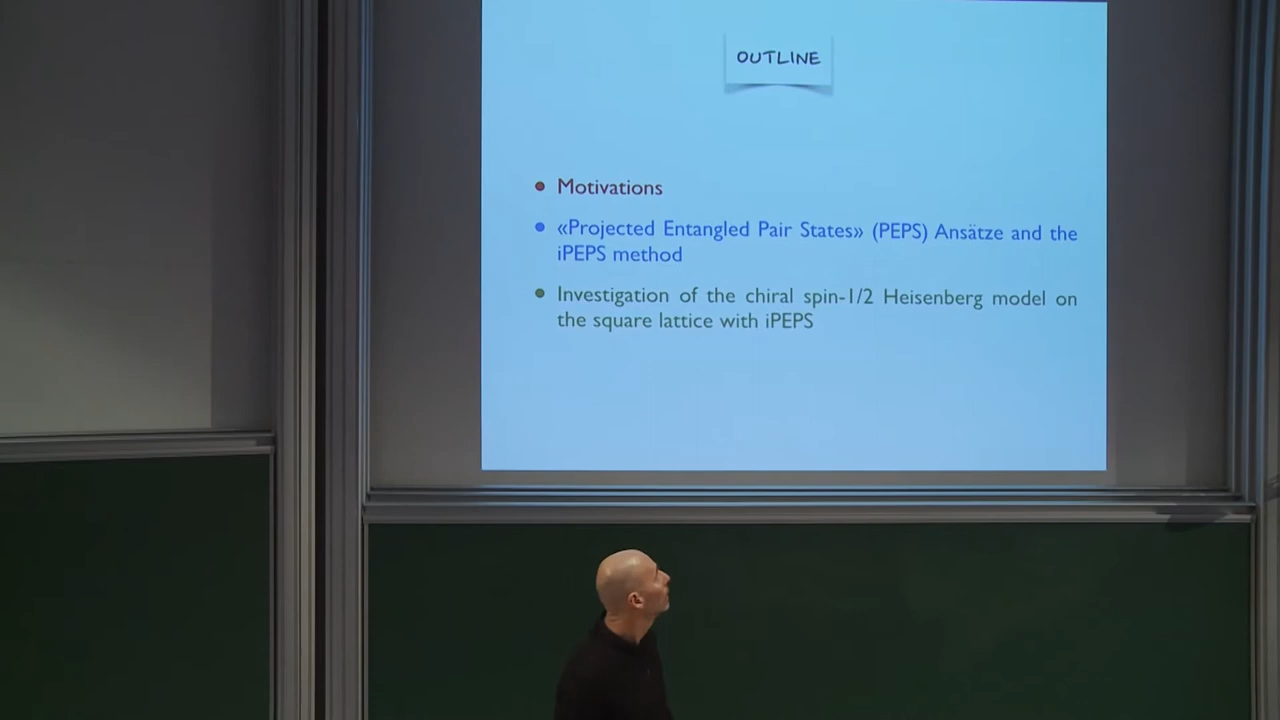 OUTLINE
Motivations
«Projected Entangled Pair States» (PEPS) Ansätze and the
iPEPS method
Investigation of the chiral spin-1/2 Heisenberg model on
the square lattice with iPEPS